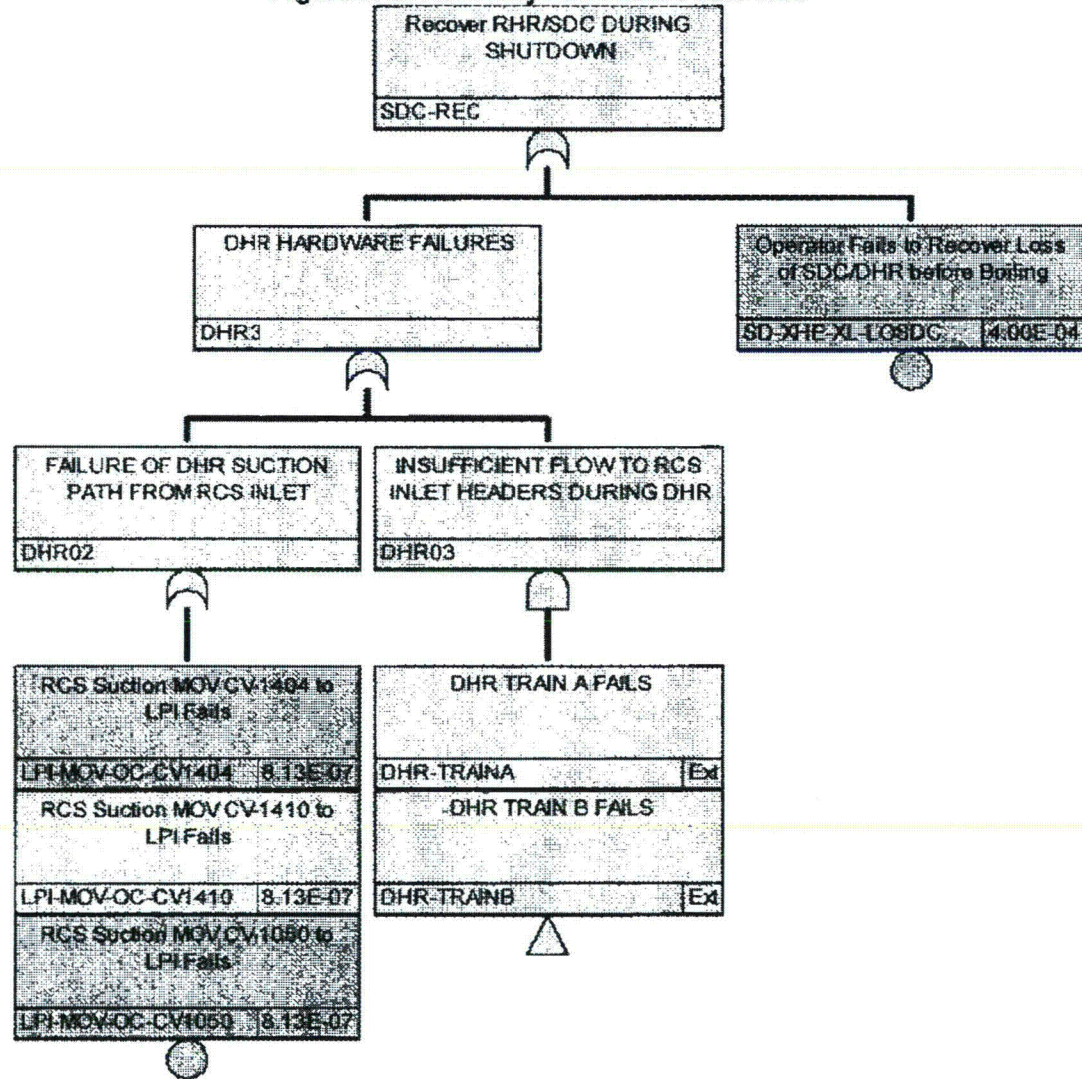 Recover RHR/SDC DURING
SHUTDOWN
SDC-REC
DHR HARDWARE FAILURES
DHR3
Operator Fails to Recover Loss
of SDC/DHR before Boiling
SD-XHE-XL-LOSDC 4.00E-04
FAILURE OF DHR SUCTION
PATH FROM RCS INLET
DHR02
INSUFFICIENT FLOW TO RCS
INLET HEADERS DURING DHR
DHR03
RCS Suction MOV CV-1404 to
LPI Fails
LPI-MOV-OC-CV1404 8.13E-07
RCS Suction MOV CV-1410 to
LPI Fails
LPI-MOV-OC-CV1410 8.13E-07
RCS Suction MOV CV-1050 to
LPI Fails
LPI-MOV-OC-CV1050 8.13E-07
DHR TRAIN A FAILS
DHR-TRAINA Ext
DHR TRAIN B FAILS
DHR-TRAINB Ext